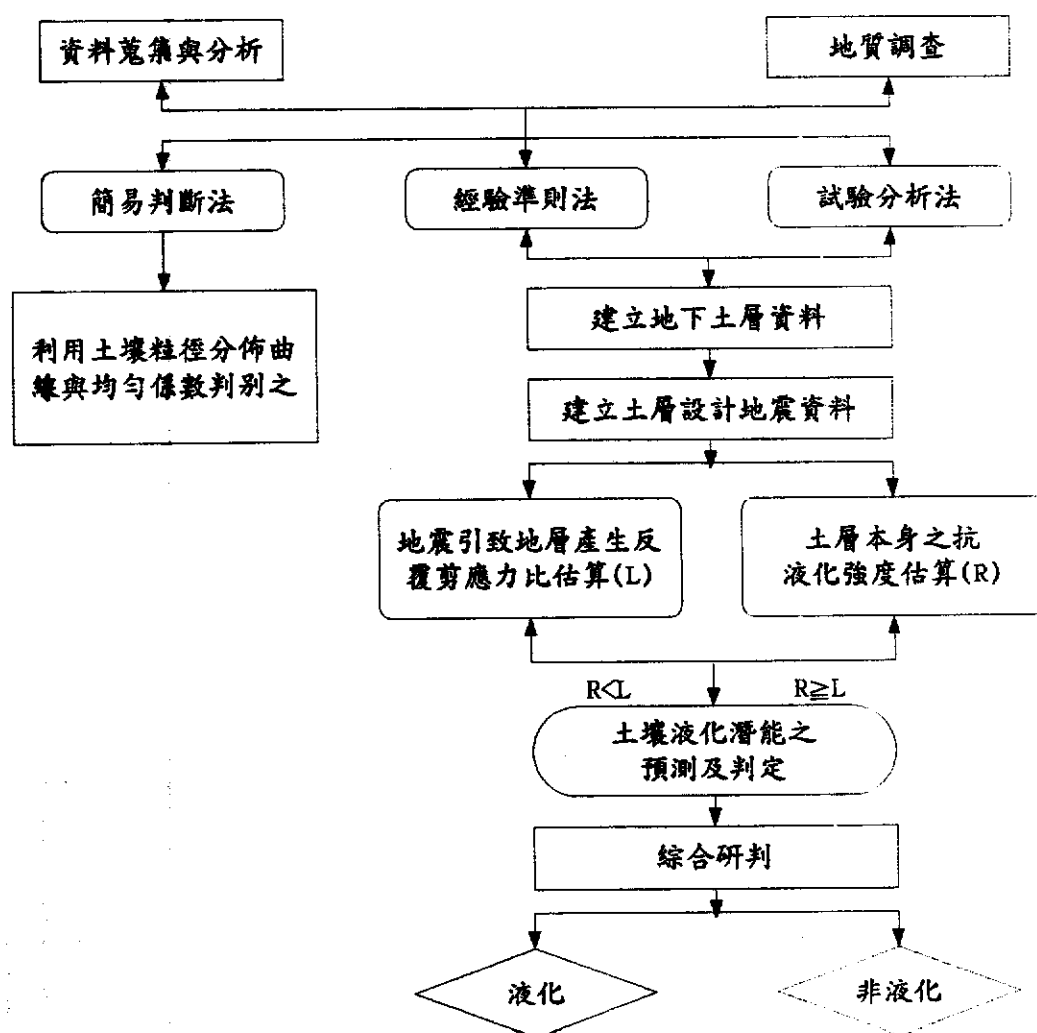 資料蒐集與分析
地質調查
簡易判斷法
經驗準則法
試驗分析法
利用土壤粒徑分佈曲
線與均勻係數判別之
建立地下土層資料
建立土層設計地震資料
地震引致地層產生反
覆剪應力比估算(L)
土層本身之抗
液化強度估算(R)
R<L
R≧L
土壤液化潛能之
預測及判定
綜合研判
液化
非液化